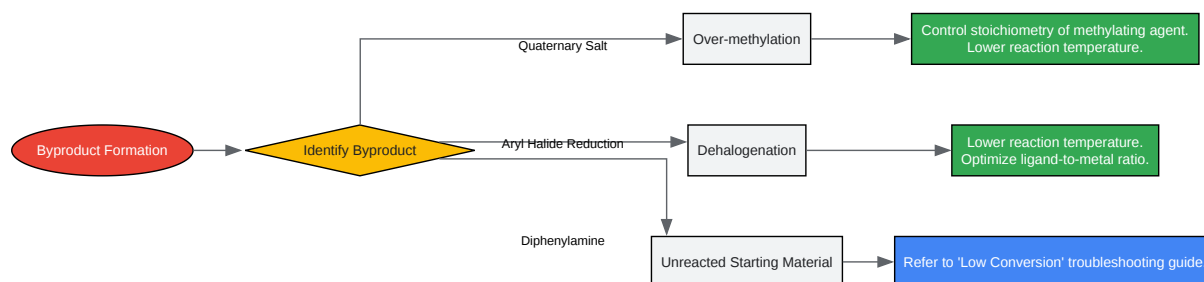 Byproduct Formation
Identify Byproduct
Quaternary Salt
Over-methylation
Control stoichiometry of methylating agent.
Lower reaction temperature.
Aryl Halide Reduction
Dehalogenation
Lower reaction temperature.
Optimize ligand-to-metal ratio.
Diphenylamine
Unreacted Starting Material
Refer to 'Low Conversion' troubleshooting guide